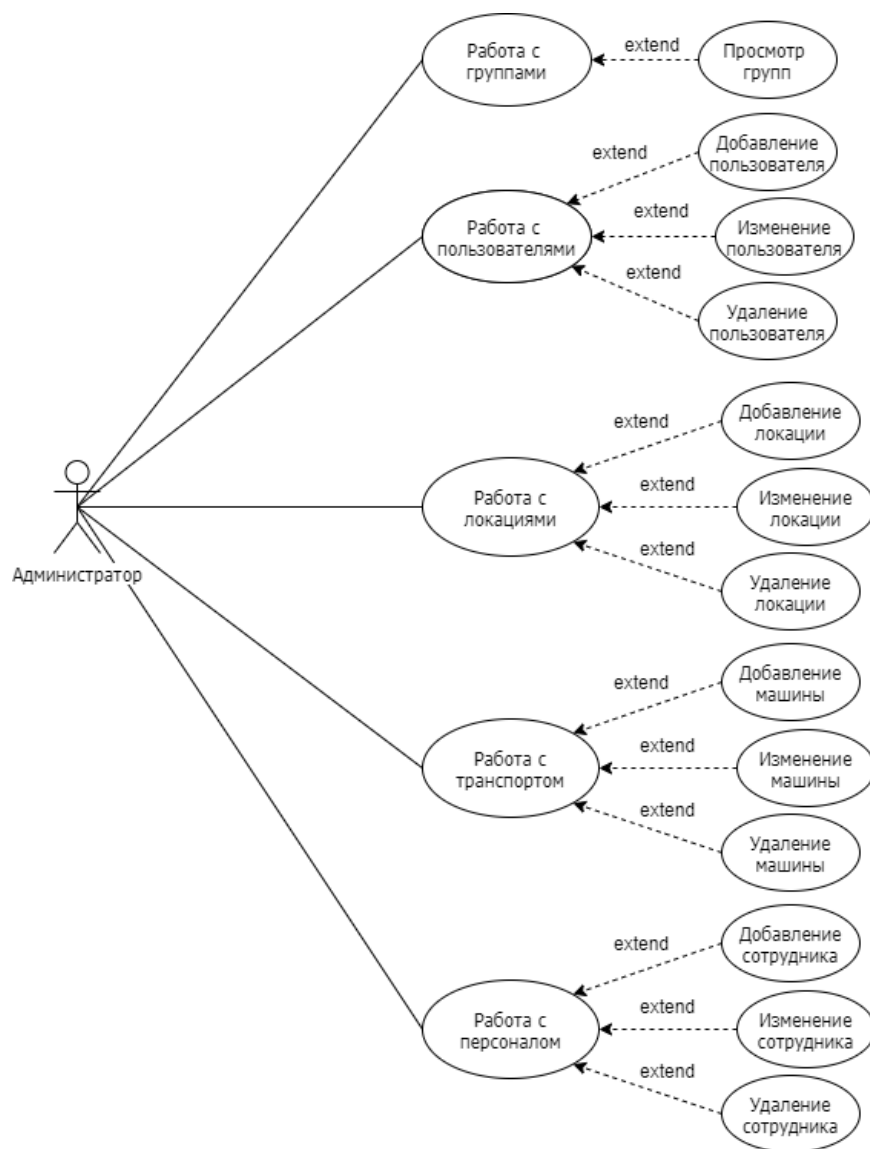 Работа с
группами
extend
Просмотр
групп
Добавление
пользователя
extend
Работа с
пользователями
extend
Изменение
пользователя
extend
Удаление
пользователя
Добавление
локации
extend
Работа с
локациями
extend
Изменение
локации
extend
Удаление
локации
Администратор
Добавление
машины
extend
Работа с
транспортом
extend
Изменение
машины
extend
Удаление
машины
Добавление
сотрудника
extend
Работа с
персоналом
extend
Изменение
сотрудника
extend
Удаление
сотрудника